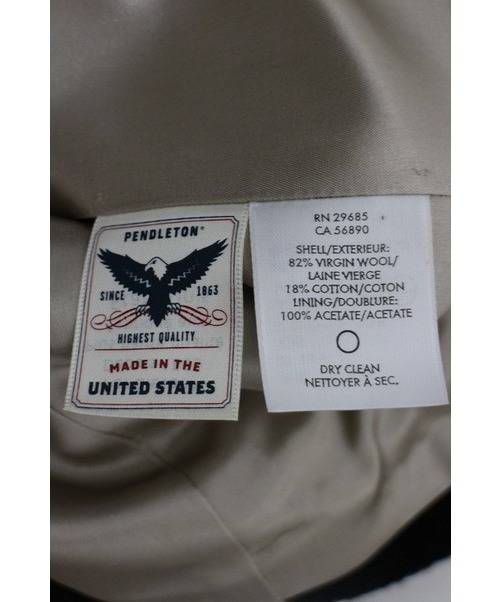 PENDLETON®
SINCE 1863
HIGHEST QUALITY
MADE IN THE
UNITED STATES
RN 29685
CA 56890
SHELL/EXTERIEUR:
82% VIRGIN WOOL/
LAINE VIERGE
18% COTTON/COTON
LINING/DOUBLURE:
100% ACETATE/ACETATE
DRY CLEAN
NETTOYER À SEC.